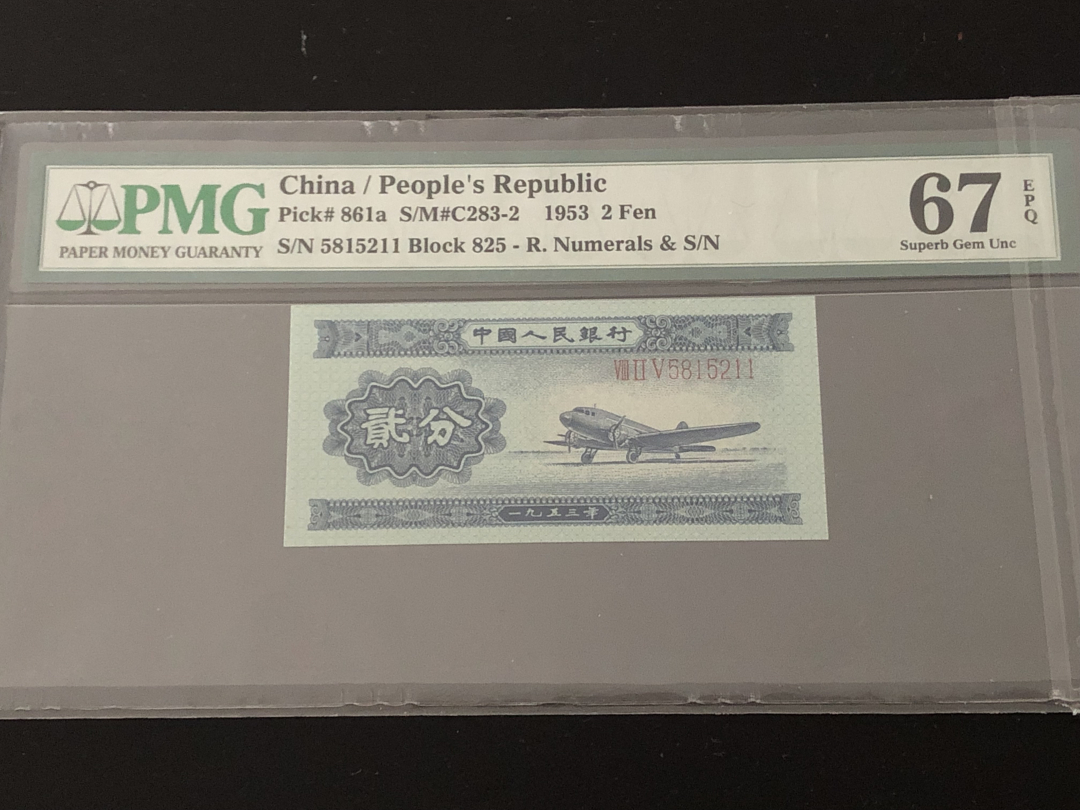 PMG
PAPER MONEY GUARANTY
China / People's Republic
Pick# 861a S/M#C283-2 1953 2 Fen
S/N 5815211 Block 825 - R. Numerals & S/N
67
EPQ
Superb Gem Unc
中國人民銀行
VIII II V 5815211
貳分
一九五三年